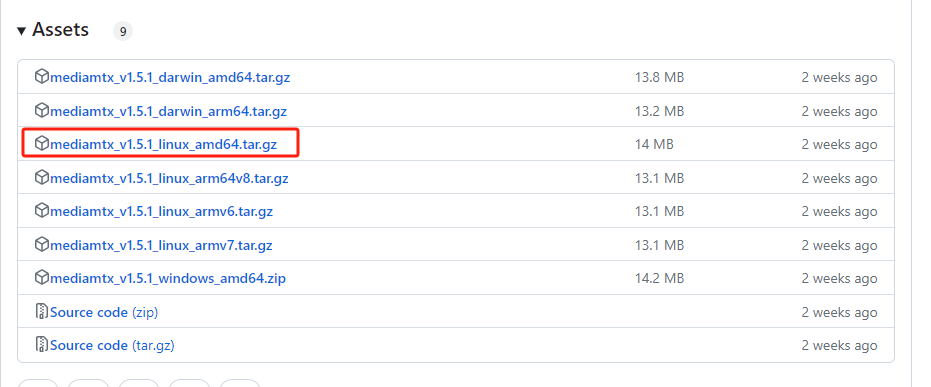 Assets 9
mediamtx_v1.5.1_darwin_amd64.tar.gz 13.8 MB 2 weeks ago
mediamtx_v1.5.1_darwin_arm64.tar.gz 13.2 MB 2 weeks ago
mediamtx_v1.5.1_linux_amd64.tar.gz 14 MB 2 weeks ago
mediamtx_v1.5.1_linux_arm64v8.tar.gz 13.1 MB 2 weeks ago
mediamtx_v1.5.1_linux_armv6.tar.gz 13.1 MB 2 weeks ago
mediamtx_v1.5.1_linux_armv7.tar.gz 13.1 MB 2 weeks ago
mediamtx_v1.5.1_windows_amd64.zip 14.2 MB 2 weeks ago
Source code (zip) 2 weeks ago
Source code (tar.gz) 2 weeks ago